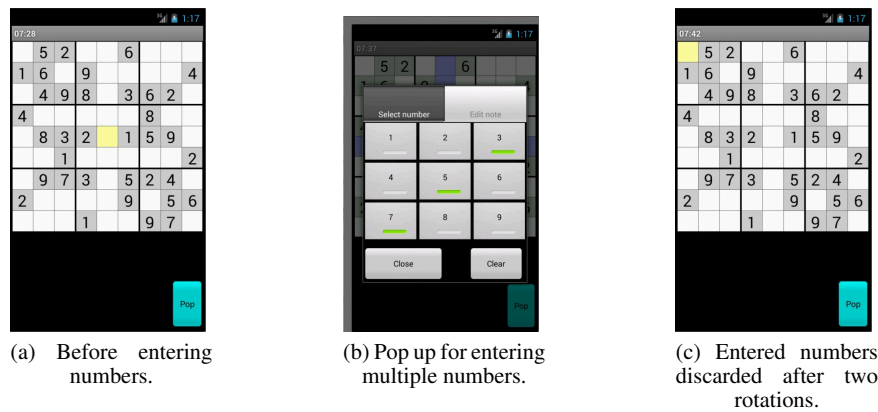 3G 1:17
07:28
5 2 6
1 6 9 4
4 9 8 3 6 2
4 8
8 3 2 1 5 9
1 2
9 7 3 5 2 4
2 9 5 6
1 9 7
Pop
(a) Before entering
numbers.
3G 1:17
07:37
5 2 6
Select number Edit note
1 2 3
4 5 6
7 8 9
Close Clear
Pop
(b) Pop up for entering
multiple numbers.
3G 1:17
07:42
5 2 6
1 6 9 4
4 9 8 3 6 2
4 8
8 3 2 1 5 9
1 2
9 7 3 5 2 4
2 9 5 6
1 9 7
Pop
(c) Entered numbers
discarded after two
rotations.